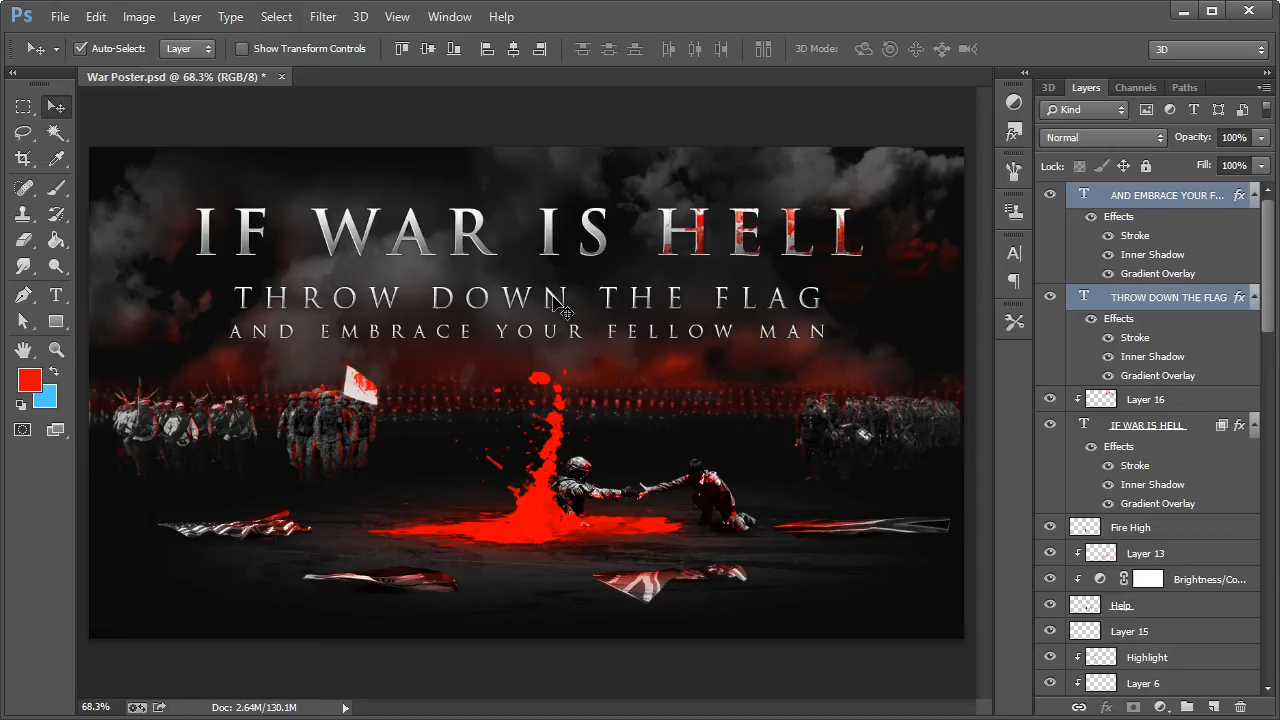 Ps File Edit Image Layer Type Select Filter 3D View Window Help
Auto-Select: Layer Show Transform Controls 3D Mode: 3D
War Poster.psd @ 68.3% (RGB/8) * ×
3D Layers Channels Paths
Kind
Normal Opacity: 100%
Lock: Fill: 100%
IF WAR IS HELL
THROW DOWN THE FLAG
AND EMBRACE YOUR FELLOW MAN
T AND EMBRACE YOUR F... fx
Effects
Stroke
Inner Shadow
Gradient Overlay
T THROW DOWN THE FLAG fx
Effects
Stroke
Inner Shadow
Gradient Overlay
Layer 16
T IF WAR IS HELL fx
Effects
Stroke
Inner Shadow
Gradient Overlay
Fire High
Layer 13
Brightness/Co...
Help
Layer 15
Highlight
Layer 6
68.3% Doc: 2.64M/130.1M